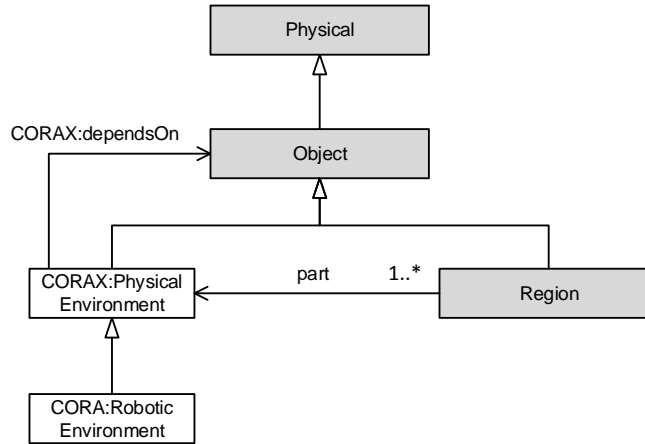 Physical
CORAX:dependsOn
Object
CORAX:Physical
Environment
part
1..*
Region
CORA:Robotic
Environment